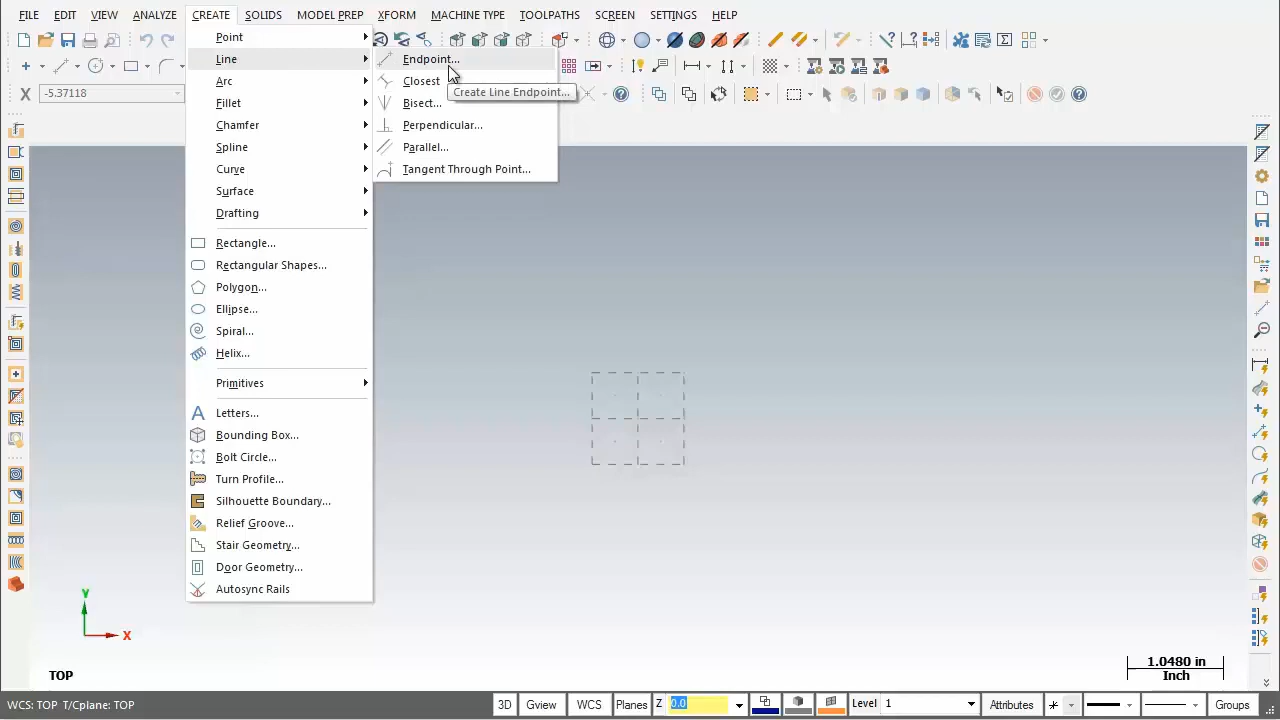 FILE EDIT VIEW ANALYZE CREATE SOLIDS MODEL PREP XFORM MACHINE TYPE TOOLPATHS SCREEN SETTINGS HELP
Point
Line
Arc
Fillet
Chamfer
Spline
Curve
Surface
Drafting
Rectangle...
Rectangular Shapes...
Polygon...
Ellipse...
Spiral...
Helix...
Primitives
Letters...
Bounding Box...
Bolt Circle...
Turn Profile...
Silhouette Boundary...
Relief Groove...
Stair Geometry...
Door Geometry...
Autosync Rails
Endpoint...
Closest
Bisect...
Perpendicular...
Parallel...
Tangent Through Point...
Create Line Endpoint...
X -5.37118
Y
X
TOP
1.0480 in
Inch
WCS: TOP T/Cplane: TOP 3D Gview WCS Planes Z 0.0 Level 1 Attributes Groups